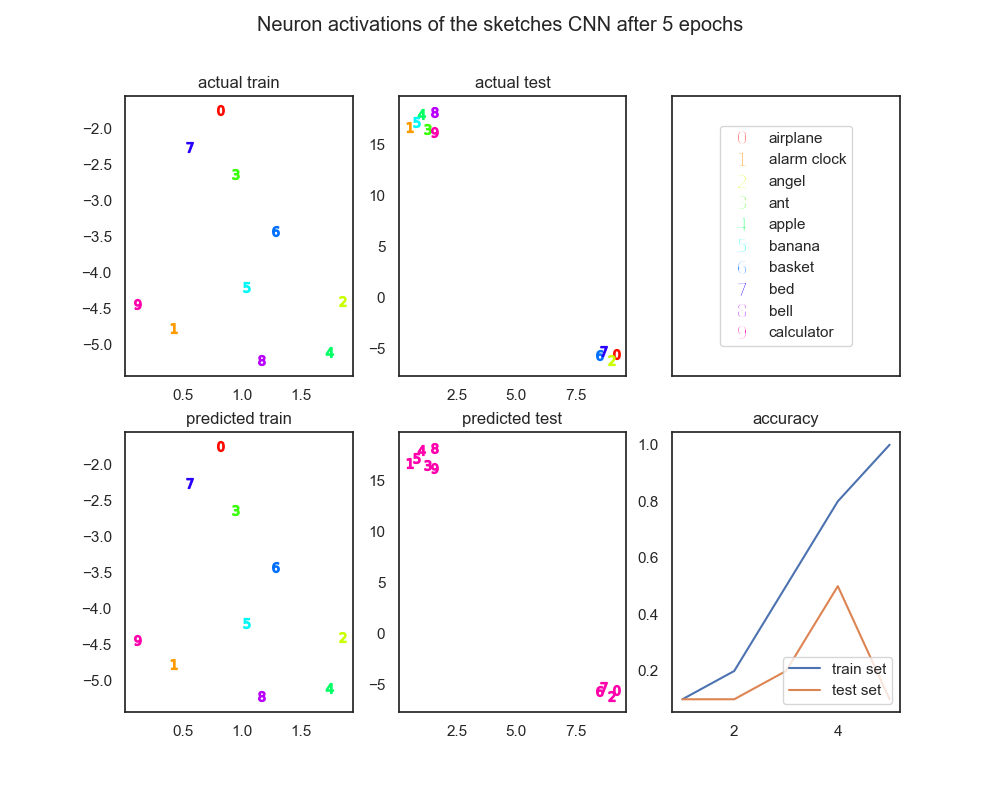 Neuron activations of the sketches CNN after 5 epochs
actual train
−2.0
−2.5
−3.0
−3.5
−4.0
−4.5
−5.0
0
7
3
6
5
2
9
1
4
8
0.5 1.0 1.5
actual test
15
10
5
0
−5
8
4
5
1 3 9
7 0
6 2
2.5 5.0 7.5
0 airplane
1 alarm clock
2 angel
3 ant
4 apple
5 banana
6 basket
7 bed
8 bell
9 calculator
predicted train
−2.0
−2.5
−3.0
−3.5
−4.0
−4.5
−5.0
0
7
3
6
5
2
9
1
4
8
0.5 1.0 1.5
predicted test
15
10
5
0
−5
8
4
5
1 3 9
7 0
6 2
2.5 5.0 7.5
accuracy
1.0
0.8
0.6
0.4
0.2
train set
test set
2 4